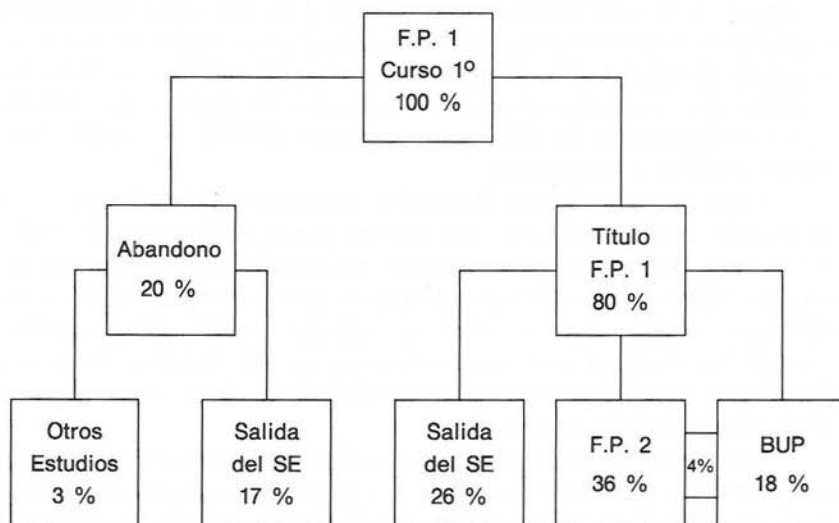 F.P. 1
Curso 1º
100 %
Abandono
20 %
Título
F.P. 1
80 %
Otros
Estudios
3 %
Salida
del SE
17 %
Salida
del SE
26 %
F.P. 2
36 %
4%
BUP
18 %